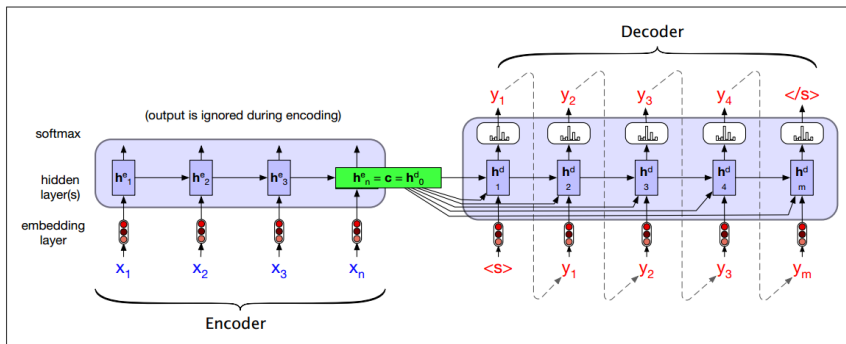 Decoder
y1 y2 y3 y4 </s>
(output is ignored during encoding)
softmax
hidden
layer(s)
he1 he2 he3 hen = c = hd0 hd1 hd2 hd3 hd4 hdm
embedding
layer
x1 x2 x3 xn <s> y1 y2 y3 ym
Encoder